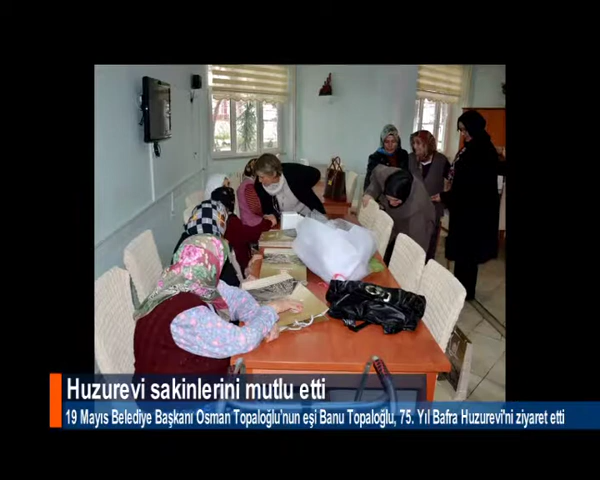 Huzurevi sakinlerini mutlu etti
19 Mayıs Belediye Başkanı Osman Topaloğlu'nun eşi Banu Topaloğlu, 75. Yıl Bafra Huzurevi'ni ziyaret etti